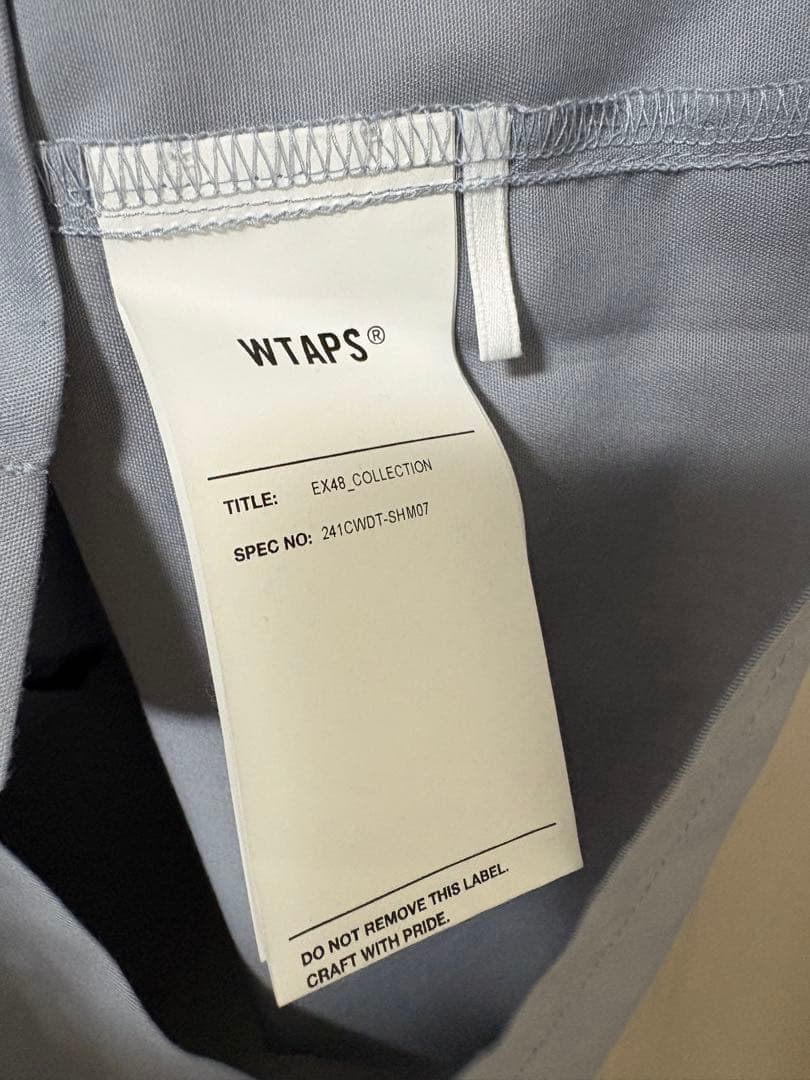 WTAPS®
TITLE: EX48_COLLECTION
SPEC NO: 241CWDT-SHM07
DO NOT REMOVE THIS LABEL.
CRAFT WITH PRIDE.